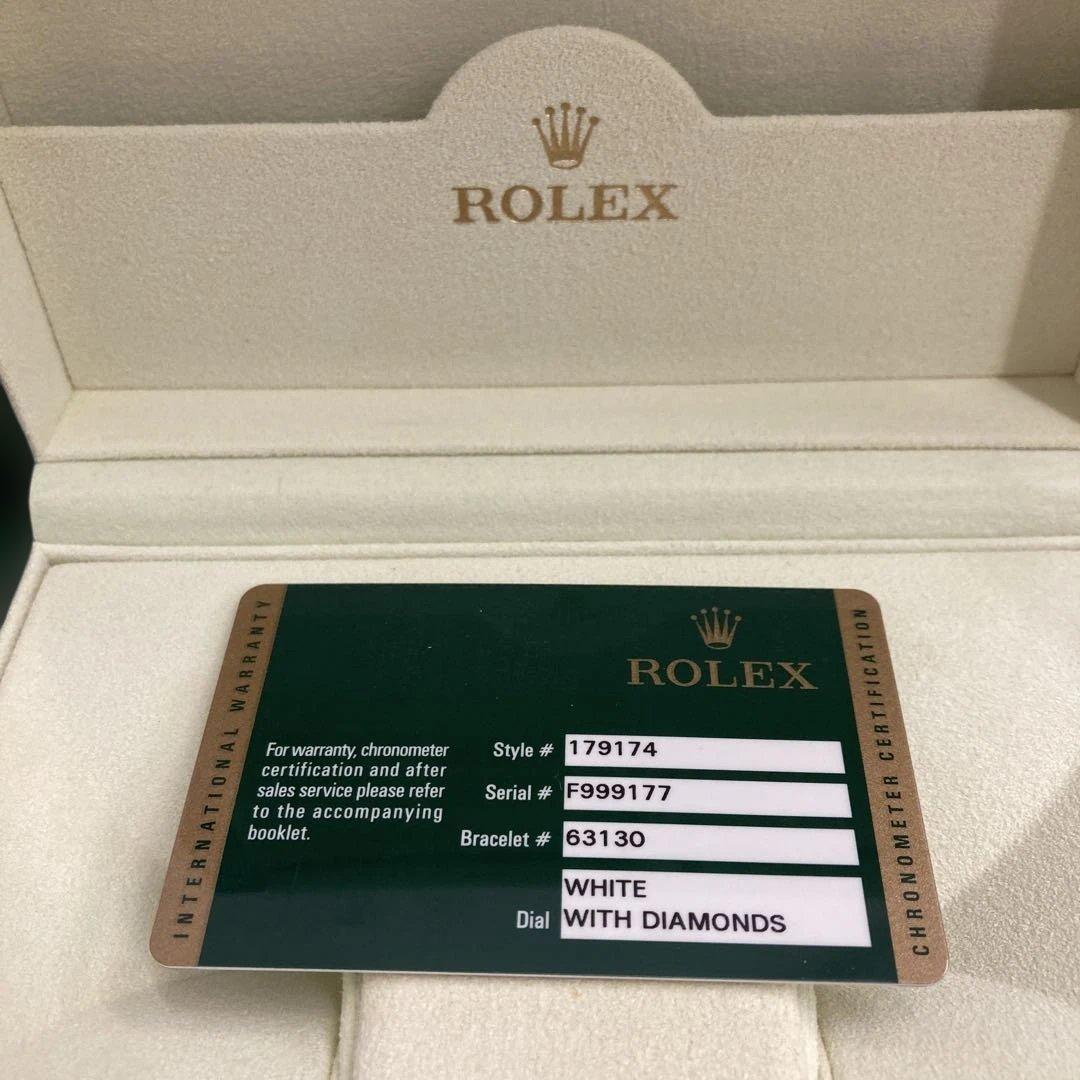 ROLEX
ROLEX
INTERNATIONAL WARRANTY
For warranty, chronometer
certification and after
sales service please refer
to the accompanying
booklet.
Style # 179174
Serial # F999177
Bracelet # 63130
Dial WHITE
WITH DIAMONDS
CHRONOMETER CERTIFICATION